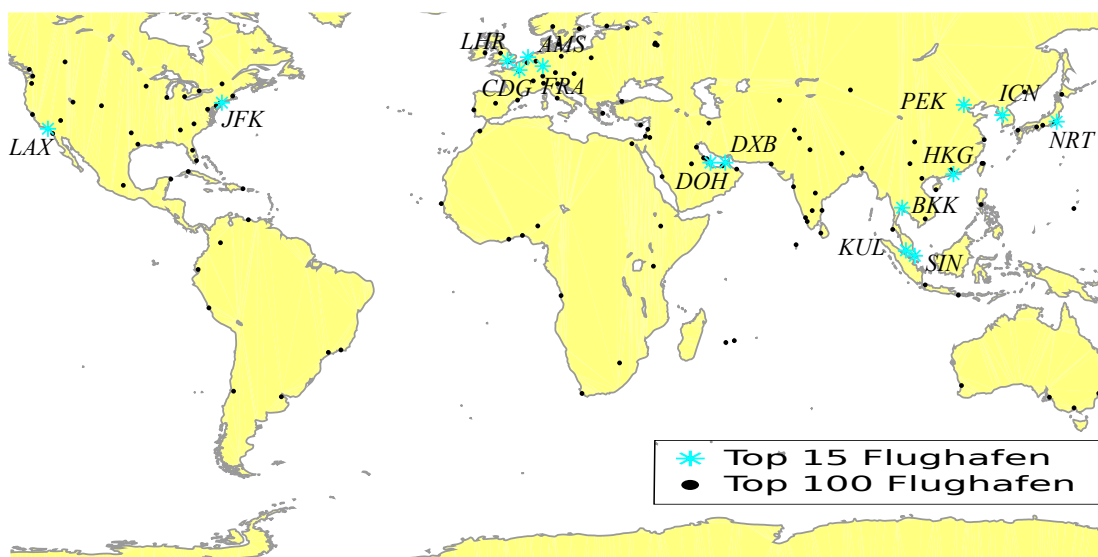 LHR
AMS
CDG
FRA
PEK
ICN
JFK
LAX
NRT
DXB
HKG
DOH
BKK
KUL
SIN
Top 15 Flughafen
Top 100 Flughafen